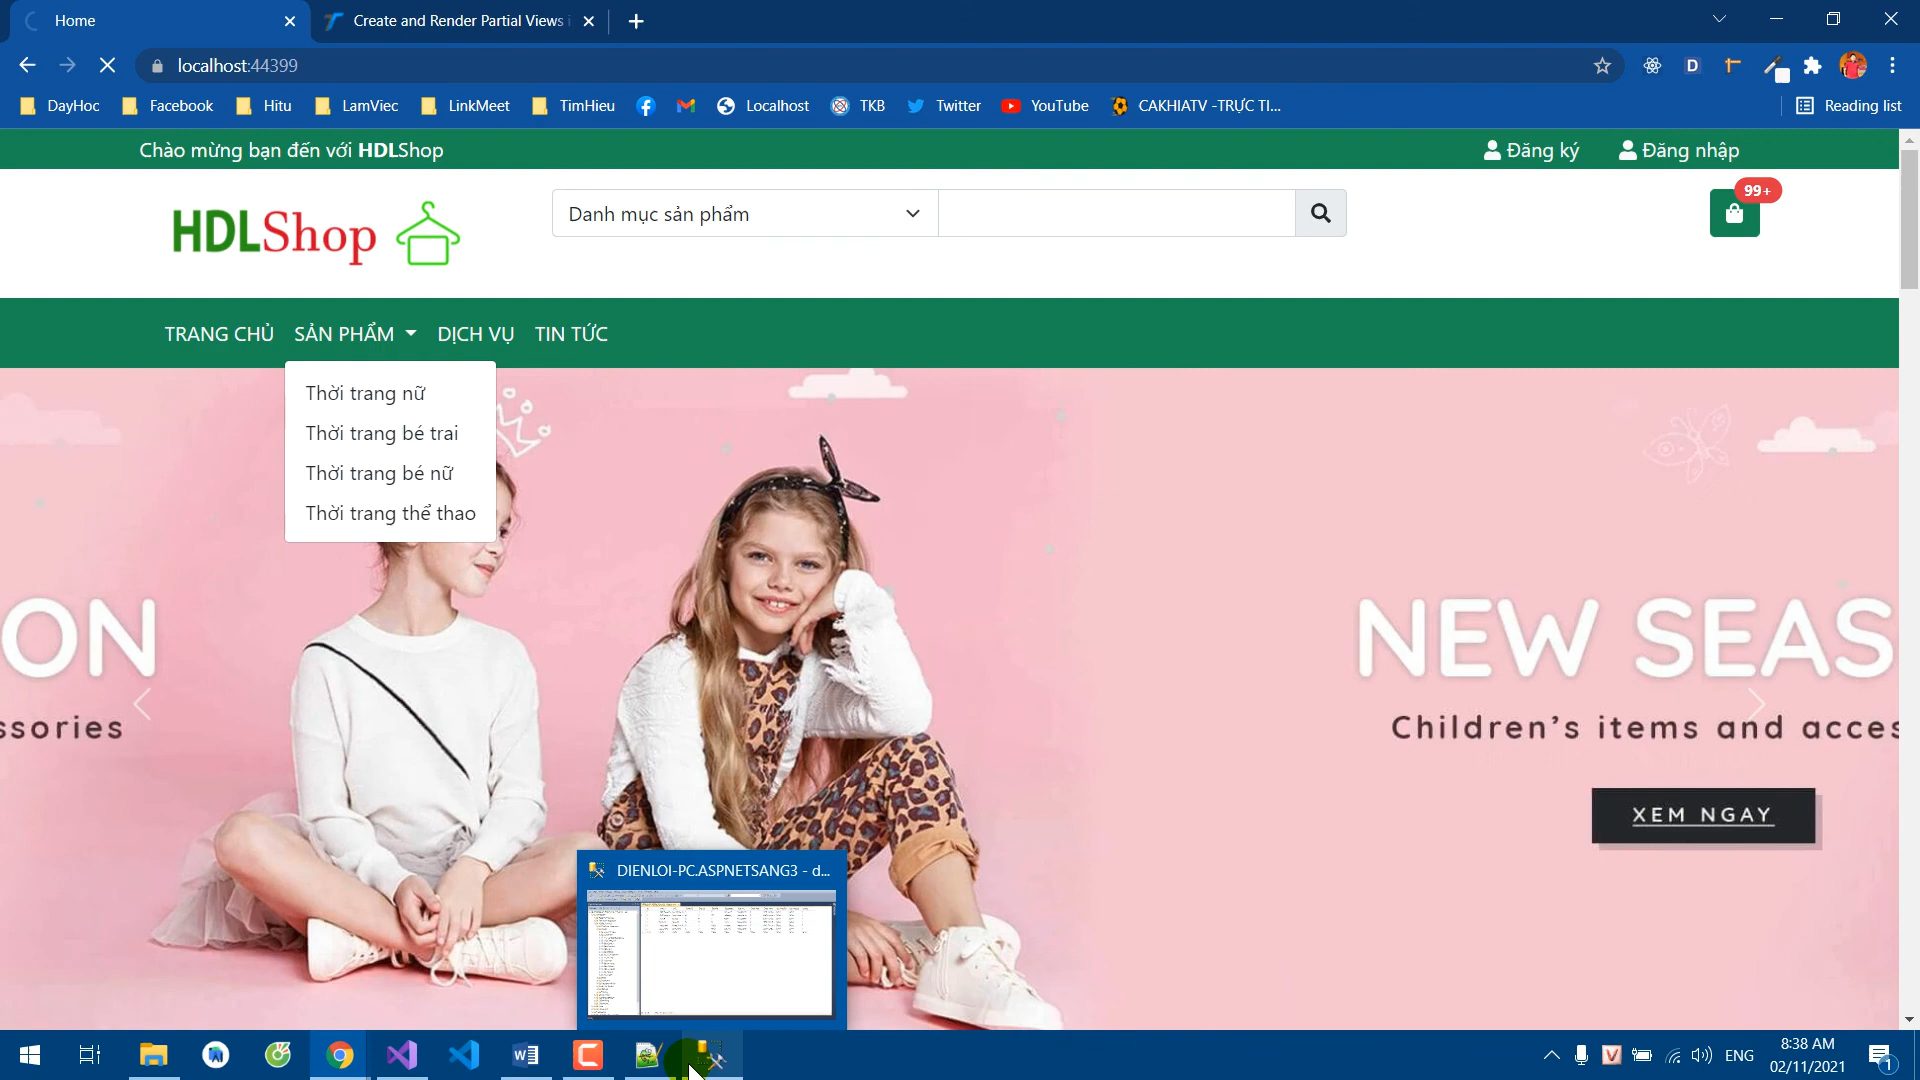 Home
Create and Render Partial Views i
localhost:44399
DayHoc
Facebook
Hitu
LamViec
LinkMeet
TimHieu
Localhost
TKB
Twitter
YouTube
CAKHIATV -TRỰC TI...
Reading list
Chào mừng bạn đến với HDLShop
Đăng ký
Đăng nhập
HDLShop
Danh mục sản phẩm
99+
TRANG CHỦ
SẢN PHẨM
DỊCH VỤ
TIN TỨC
Thời trang nữ
Thời trang bé trai
Thời trang bé nữ
Thời trang thể thao
ON
ssories
NEW SEAS
Children's items and acces
XEM NGAY
DIENLOI-PC.ASPNETSANG3 - d...
ENG
8:38 AM
02/11/2021
1